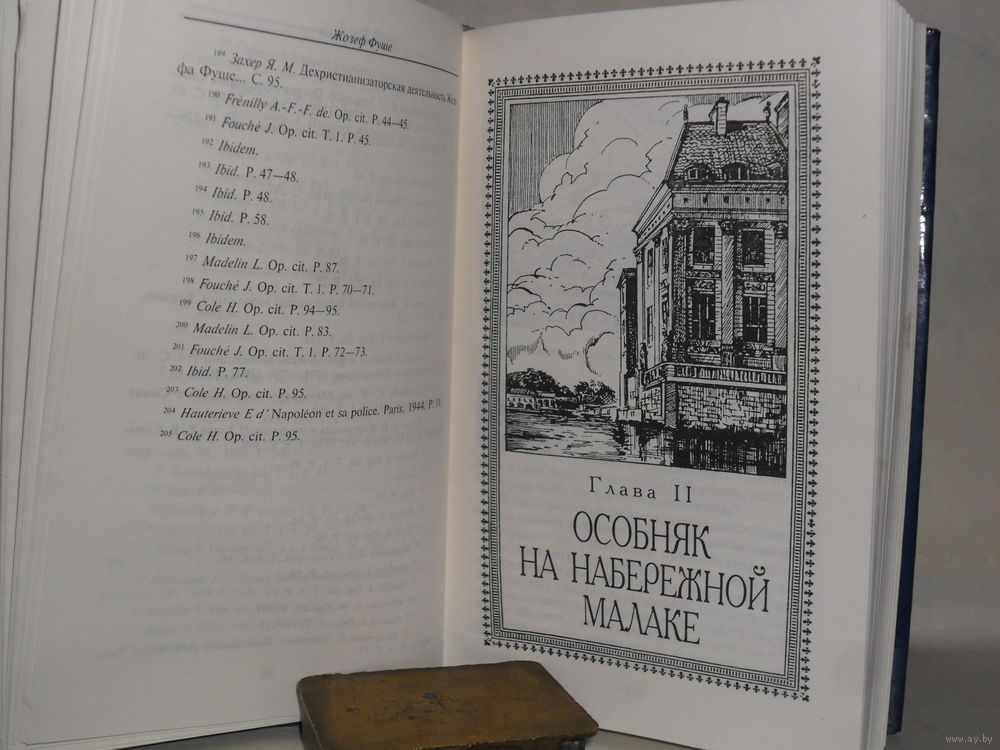 Жозеф Фуше
189 Захер Я. М. Дехристианизаторская деятельность Жозе-
фа Фуше... С. 95.
190 Frénilly A.-F.-F. de. Op. cit. P. 44—45.
191 Fouché J. Op. cit. T. 1. P. 45.
192 Ibidem.
193 Ibid. P. 47—48.
194 Ibid. P. 48.
195 Ibid. P. 58.
196 Ibidem.
197 Madelin L. Op. cit. P. 87.
198 Fouché J. Op. cit. T. 1. P. 70—71.
199 Cole H. Op. cit. P. 94—95.
200 Madelin L. Op. cit. P. 83.
201 Fouché J. Op. cit. T. 1. P. 72—73.
202 Ibid. P. 77.
203 Cole H. Op. cit. P. 95.
204 Hauterieve E d' Napoléon et sa police. Paris, 1944. P.
205 Cole H. Op. cit. P. 95.
Глава II
ОСОБНЯК
НА НАБЕРЕЖНОЙ
МАЛАКЕ
www.ay.by